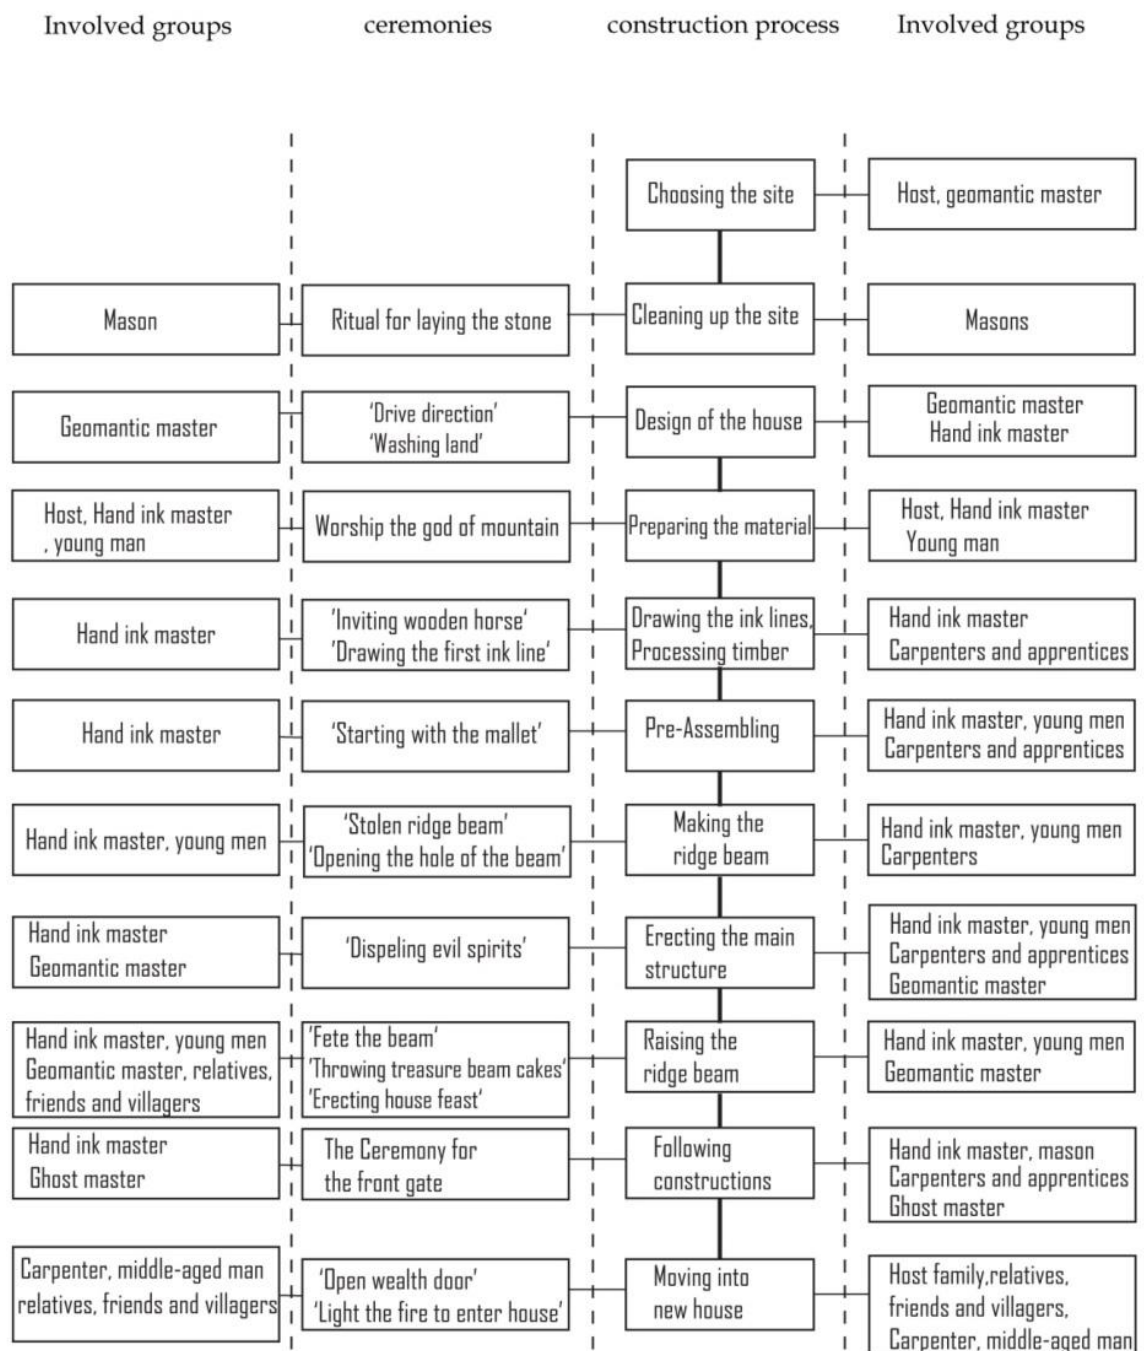 Involved groups
ceremonies
construction process
Involved groups
Choosing the site
Host, geomantic master
Mason
Ritual for laying the stone
Cleaning up the site
Masons
Geomantic master
'Drive direction'
'Washing land'
Design of the house
Geomantic master
Hand ink master
Host, Hand ink master
, young man
Worship the god of mountain
Preparing the material
Host, Hand ink master
Young man
Hand ink master
'Inviting wooden horse'
'Drawing the first ink line'
Drawing the ink lines,
Processing timber
Hand ink master
Carpenters and apprentices
Hand ink master
'Starting with the mallet'
Pre-Assembling
Hand ink master, young men
Carpenters and apprentices
Hand ink master, young men
'Stolen ridge beam'
'Opening the hole of the beam'
Making the
ridge beam
Hand ink master, young men
Carpenters
Hand ink master
Geomantic master
'Dispeling evil spirits'
Erecting the main
structure
Hand ink master, young men
Carpenters and apprentices
Geomantic master
Hand ink master, young men
Geomantic master, relatives,
friends and villagers
'Fete the beam'
'Throwing treasure beam cakes'
'Erecting house feast'
Raising the
ridge beam
Hand ink master, young men
Geomantic master
Hand ink master
Ghost master
The Ceremony for
the front gate
Following
constructions
Hand ink master, mason
Carpenters and apprentices
Ghost master
Carpenter, middle-aged man
relatives, friends and villagers
'Open wealth door'
'Light the fire to enter house'
Moving into
new house
Host family,relatives,
friends and villagers,
Carpenter, middle-aged man